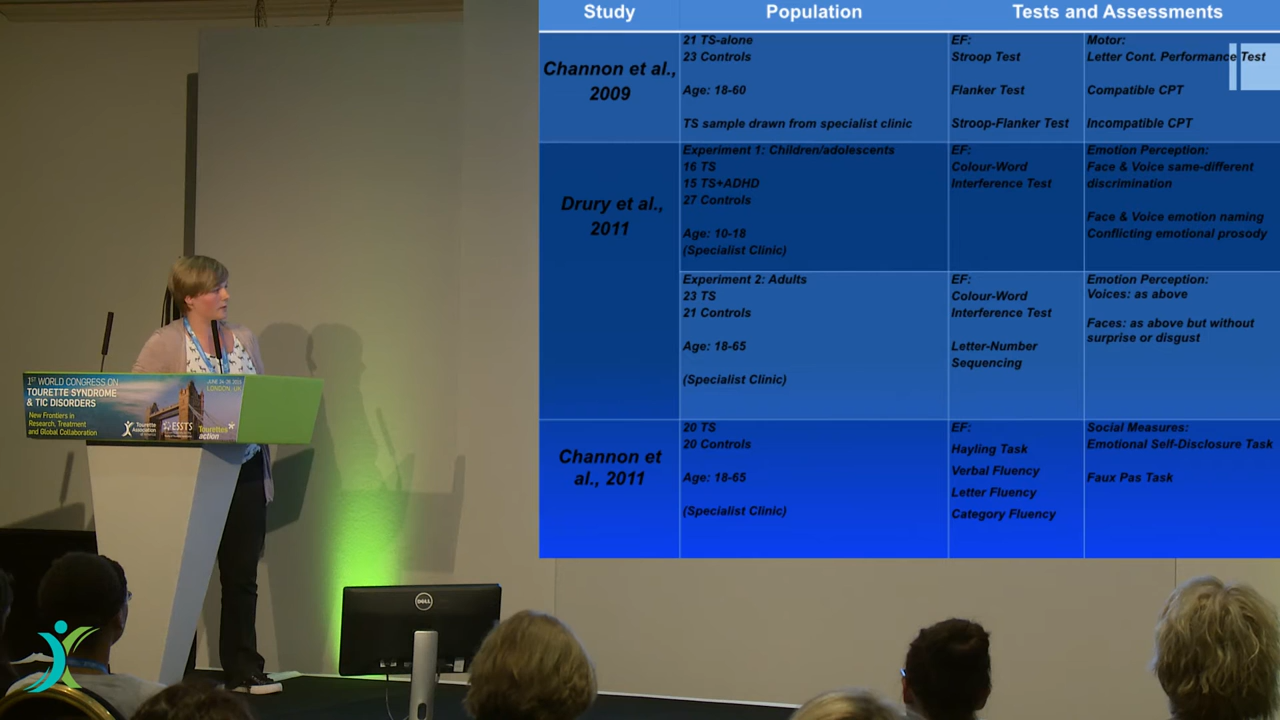 Study
Population
Tests and Assessments
Channon et al.,
2009
21 TS-alone
23 Controls
Age: 18-60
TS sample drawn from specialist clinic
EF:
Stroop Test
Flanker Test
Stroop-Flanker Test
Motor:
Letter Cont. Performance Test
Compatible CPT
Incompatible CPT
Drury et al.,
2011
Experiment 1: Children/adolescents
16 TS
15 TS+ADHD
27 Controls
Age: 10-18
(Specialist Clinic)
EF:
Colour-Word
Interference Test
Emotion Perception:
Face & Voice same-different
discrimination
Face & Voice emotion naming
Conflicting emotional prosody
Experiment 2: Adults
23 TS
21 Controls
Age: 18-65
(Specialist Clinic)
EF:
Colour-Word
Interference Test
Letter-Number
Sequencing
Emotion Perception:
Voices: as above
Faces: as above but without
surprise or disgust
Channon et
al., 2011
20 TS
20 Controls
Age: 18-65
(Specialist Clinic)
EF:
Hayling Task
Verbal Fluency
Letter Fluency
Category Fluency
Social Measures:
Emotional Self-Disclosure Task
Faux Pas Task
1ST WORLD CONGRESS ON
TOURETTE SYNDROME
& TIC DISORDERS
New Frontiers in
Research, Treatment
and Global Collaboration
LONDON, UK
Tourette
Association
ESSTS
Tourettes
action
DELL